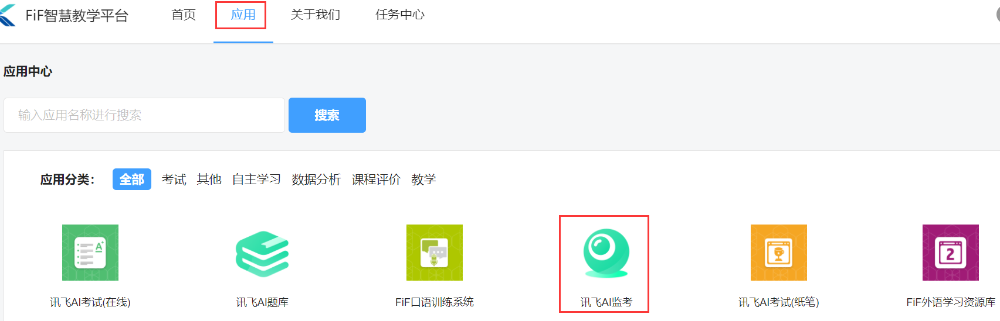 FiF智慧教学平台 首页 应用 关于我们 任务中心
应用中心
输入应用名称进行搜索 搜索
应用分类： 全部 考试 其他 自主学习 数据分析 课程评价 教学
A+ 2
讯飞AI考试(在线) 讯飞AI题库 FiF口语训练系统 讯飞AI监考 讯飞AI考试(纸笔) FiF外语学习资源库